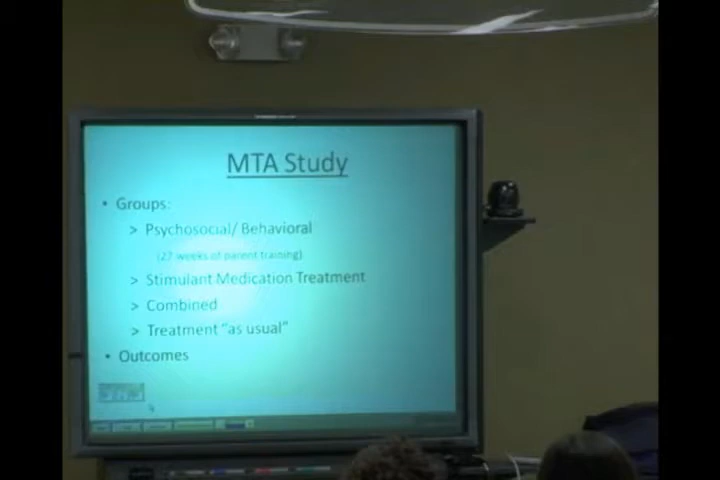 MTA Study
• Groups:
> Psychosocial/ Behavioral
(27 weeks of parent training)
> Stimulant Medication Treatment
> Combined
> Treatment "as usual"
• Outcomes